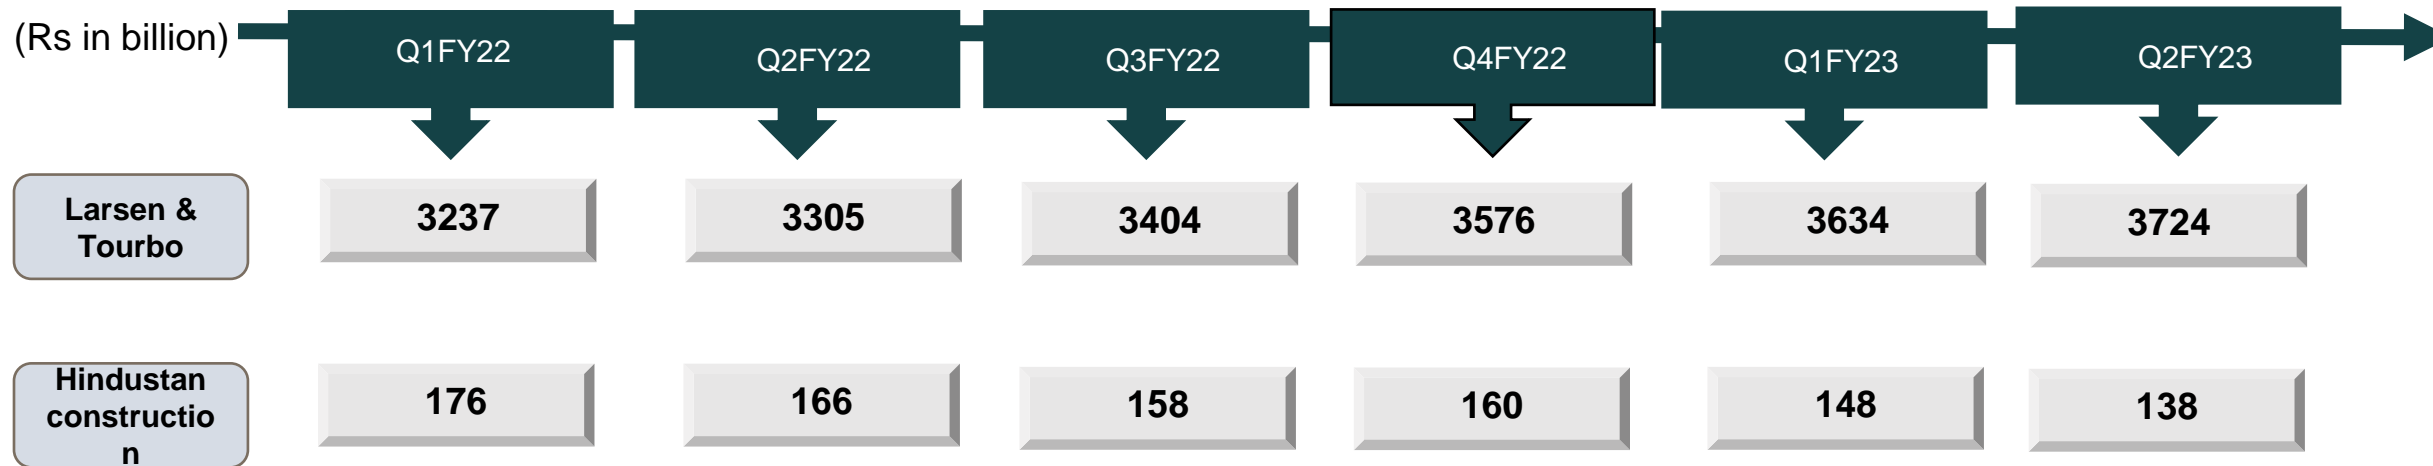 (Rs in billion)
Q1FY22
Q2FY22
Q3FY22
Q4FY22
Q1FY23
Q2FY23
Larsen &
Tourbo
3237
3305
3404
3576
3634
3724
Hindustan
constructio
n
176
166
158
160
148
138